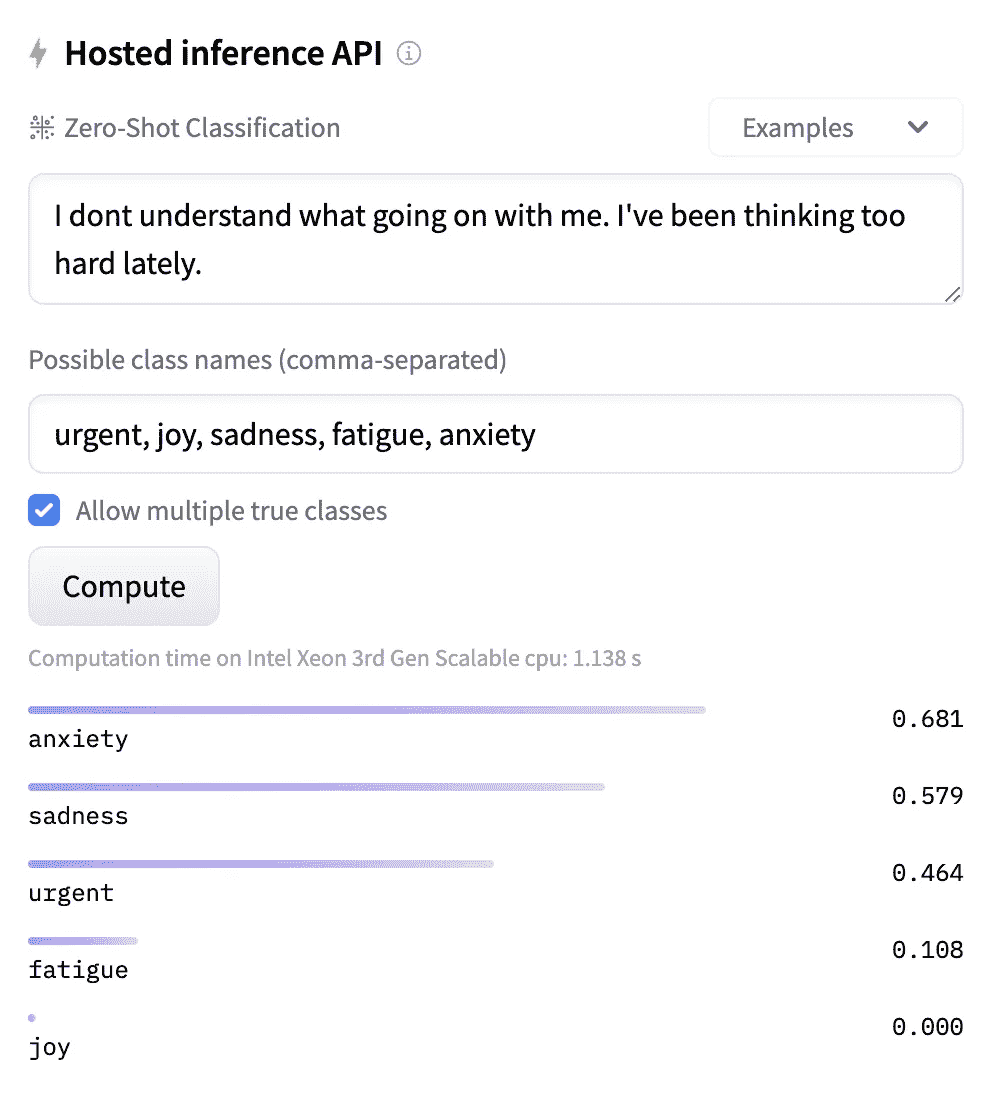 Hosted inference API
Zero-Shot Classification
Examples
I dont understand what going on with me. I've been thinking too
hard lately.
Possible class names (comma-separated)
urgent, joy, sadness, fatigue, anxiety
Allow multiple true classes
Compute
Computation time on Intel Xeon 3rd Gen Scalable cpu: 1.138 s
anxiety 0.681
sadness 0.579
urgent 0.464
fatigue 0.108
joy 0.000